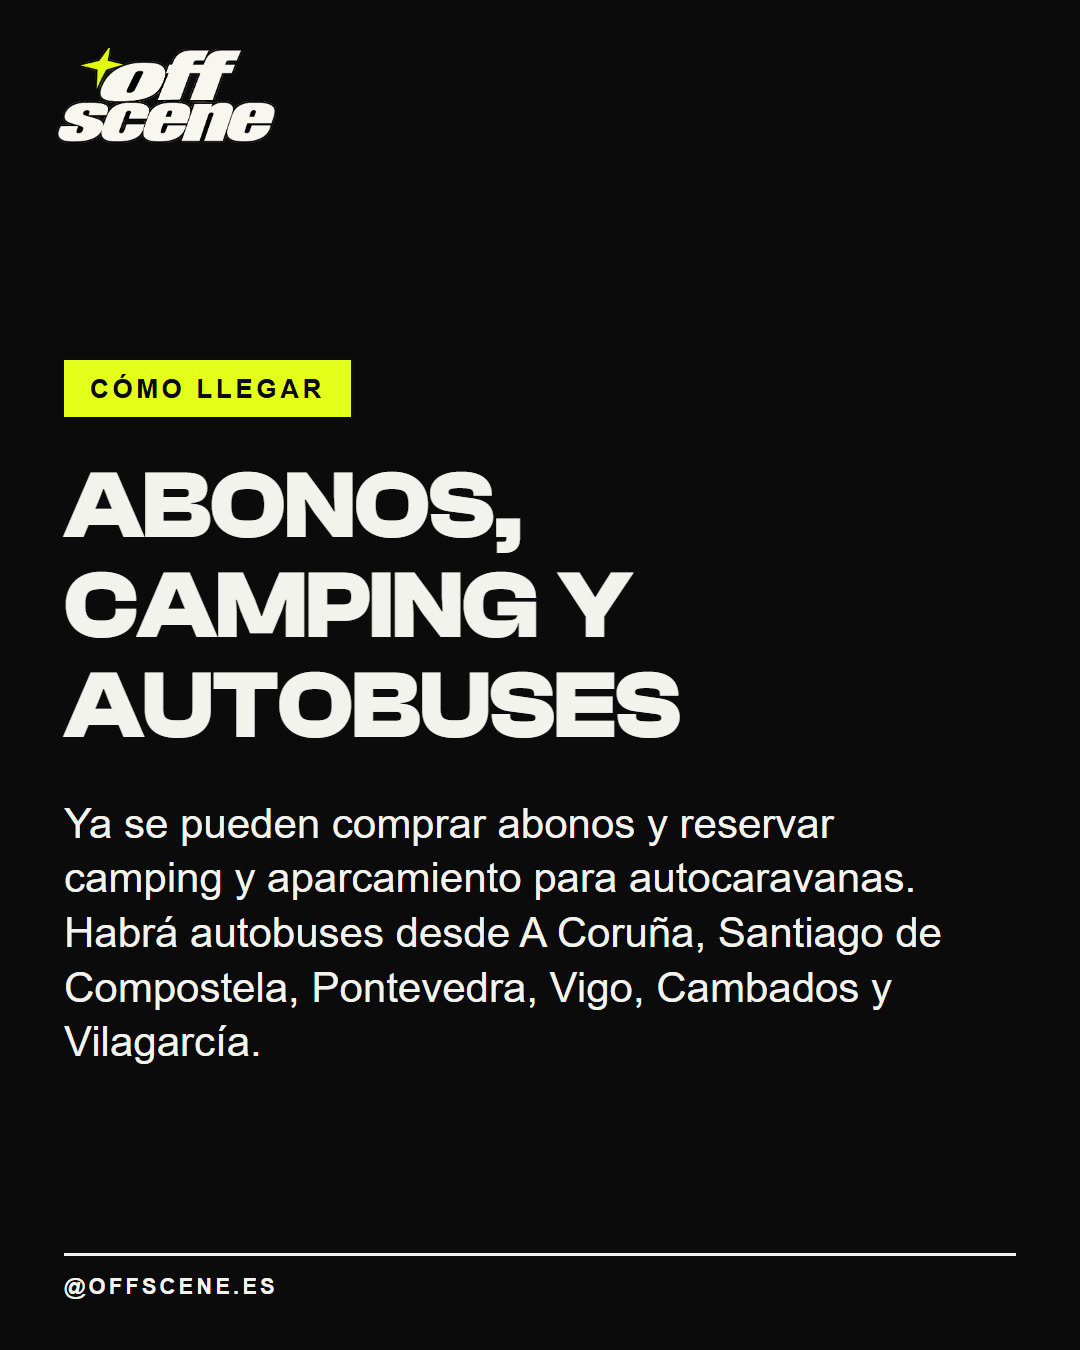 off
scene
CÓMO LLEGAR
ABONOS,
CAMPING Y
AUTOBUSES
Ya se pueden comprar abonos y reservar
camping y aparcamiento para autocaravanas.
Habrá autobuses desde A Coruña, Santiago de
Compostela, Pontevedra, Vigo, Cambados y
Vilagarcía.
@OFFSCENE.ES